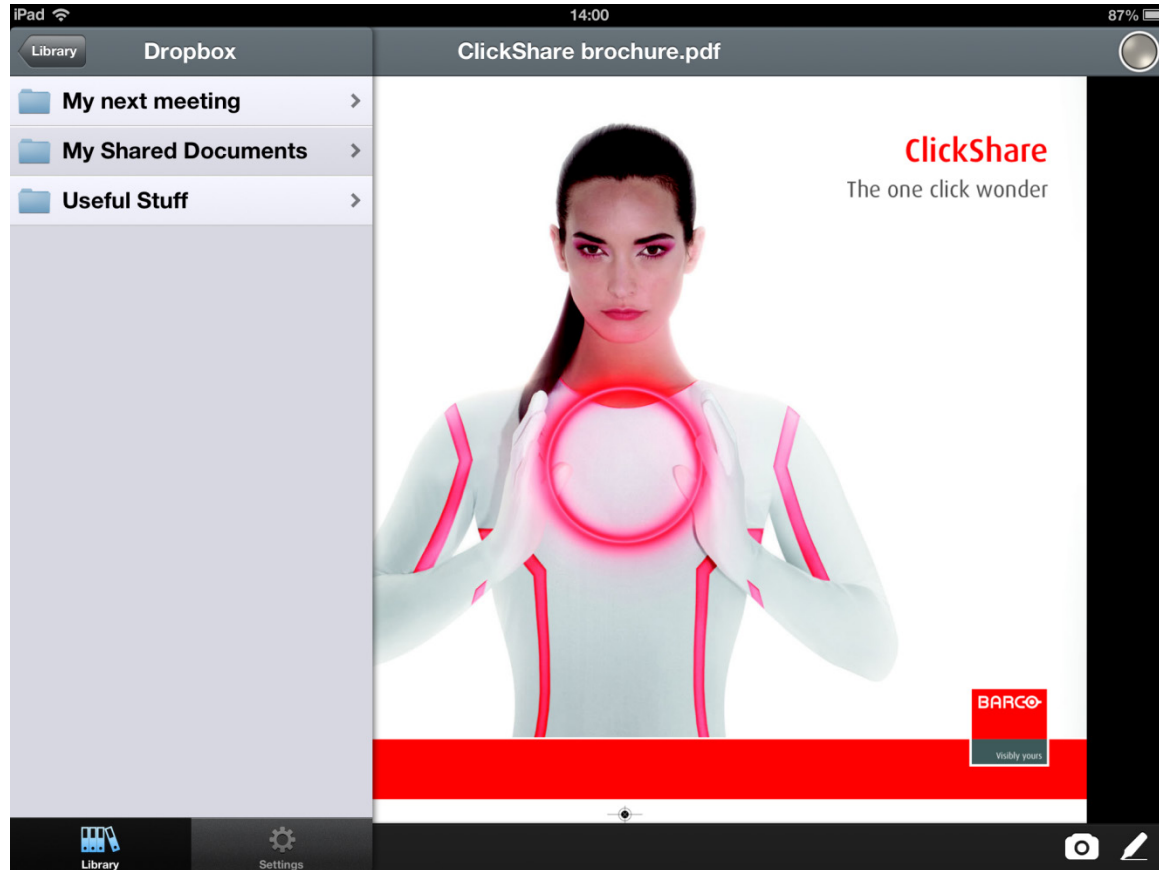 iPad 14:00 87%
Library Dropbox ClickShare brochure.pdf
My next meeting
My Shared Documents
Useful Stuff
ClickShare
The one click wonder
BARCO
Visibly yours
Library Settings